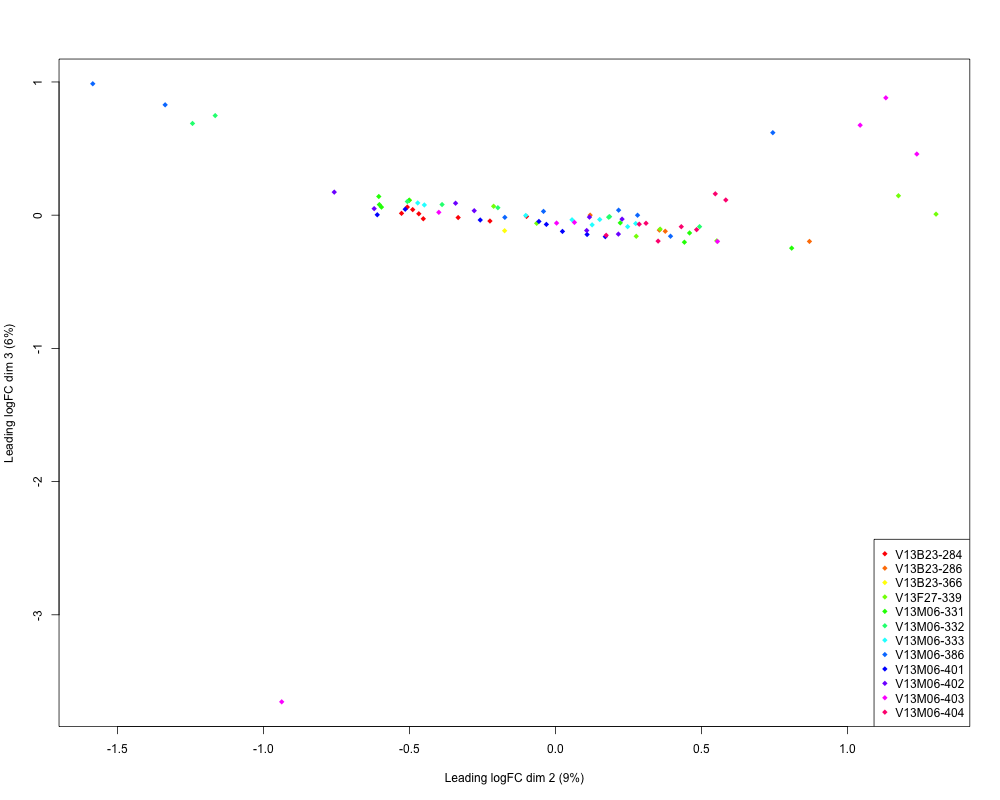 1
0
-1
-2
-3
Leading logFC dim 3 (6%)
V13B23-284
V13B23-286
V13B23-366
V13F27-339
V13M06-331
V13M06-332
V13M06-333
V13M06-386
V13M06-401
V13M06-402
V13M06-403
V13M06-404
-1.5 -1.0 -0.5 0.0 0.5 1.0
Leading logFC dim 2 (9%)